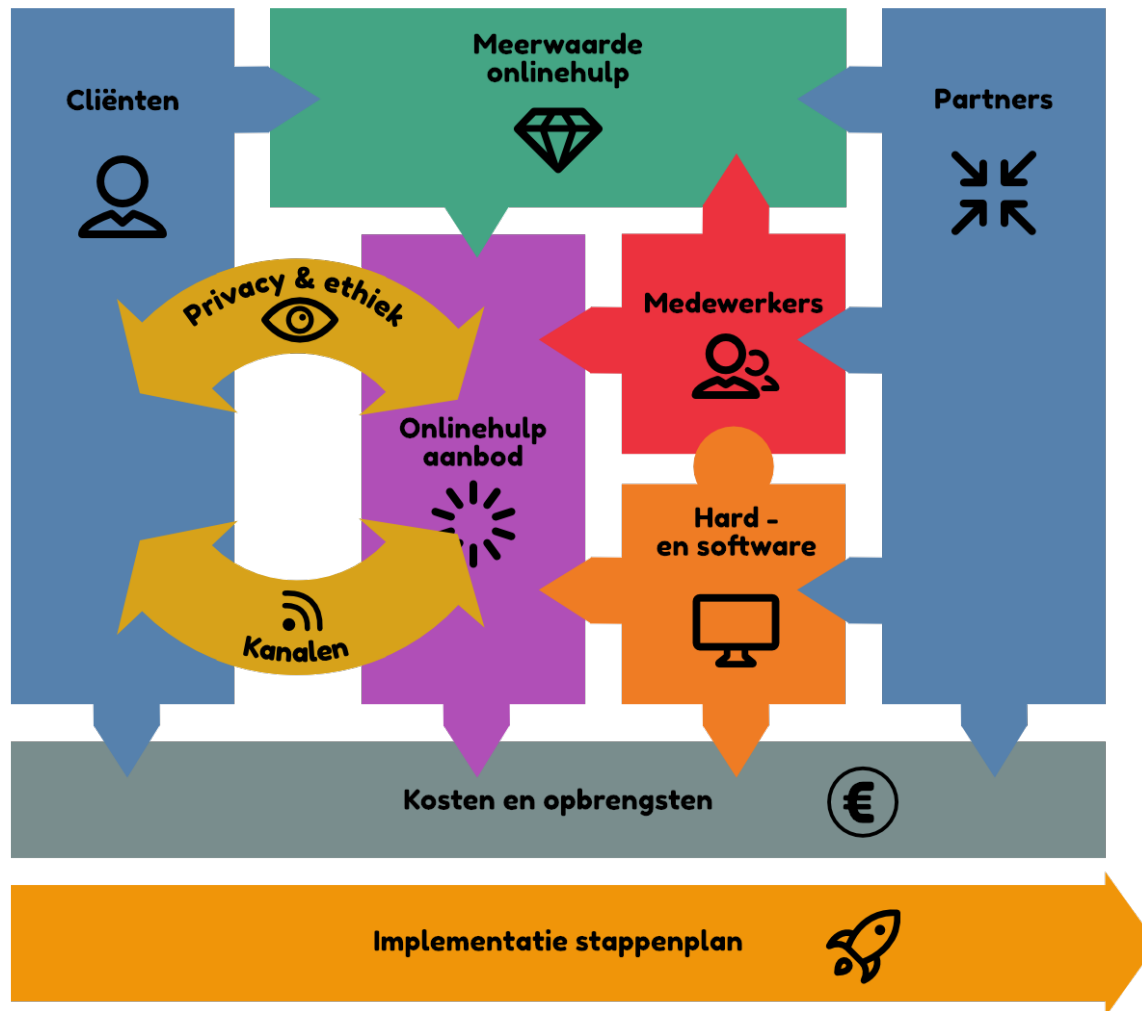 Meerwaarde
onlinehulp
Cliënten
Partners
Privacy & ethiek
Medewerkers
Onlinehulp
aanbod
Hard -
en software
Kanalen
Kosten en opbrengsten
€
Implementatie stappenplan